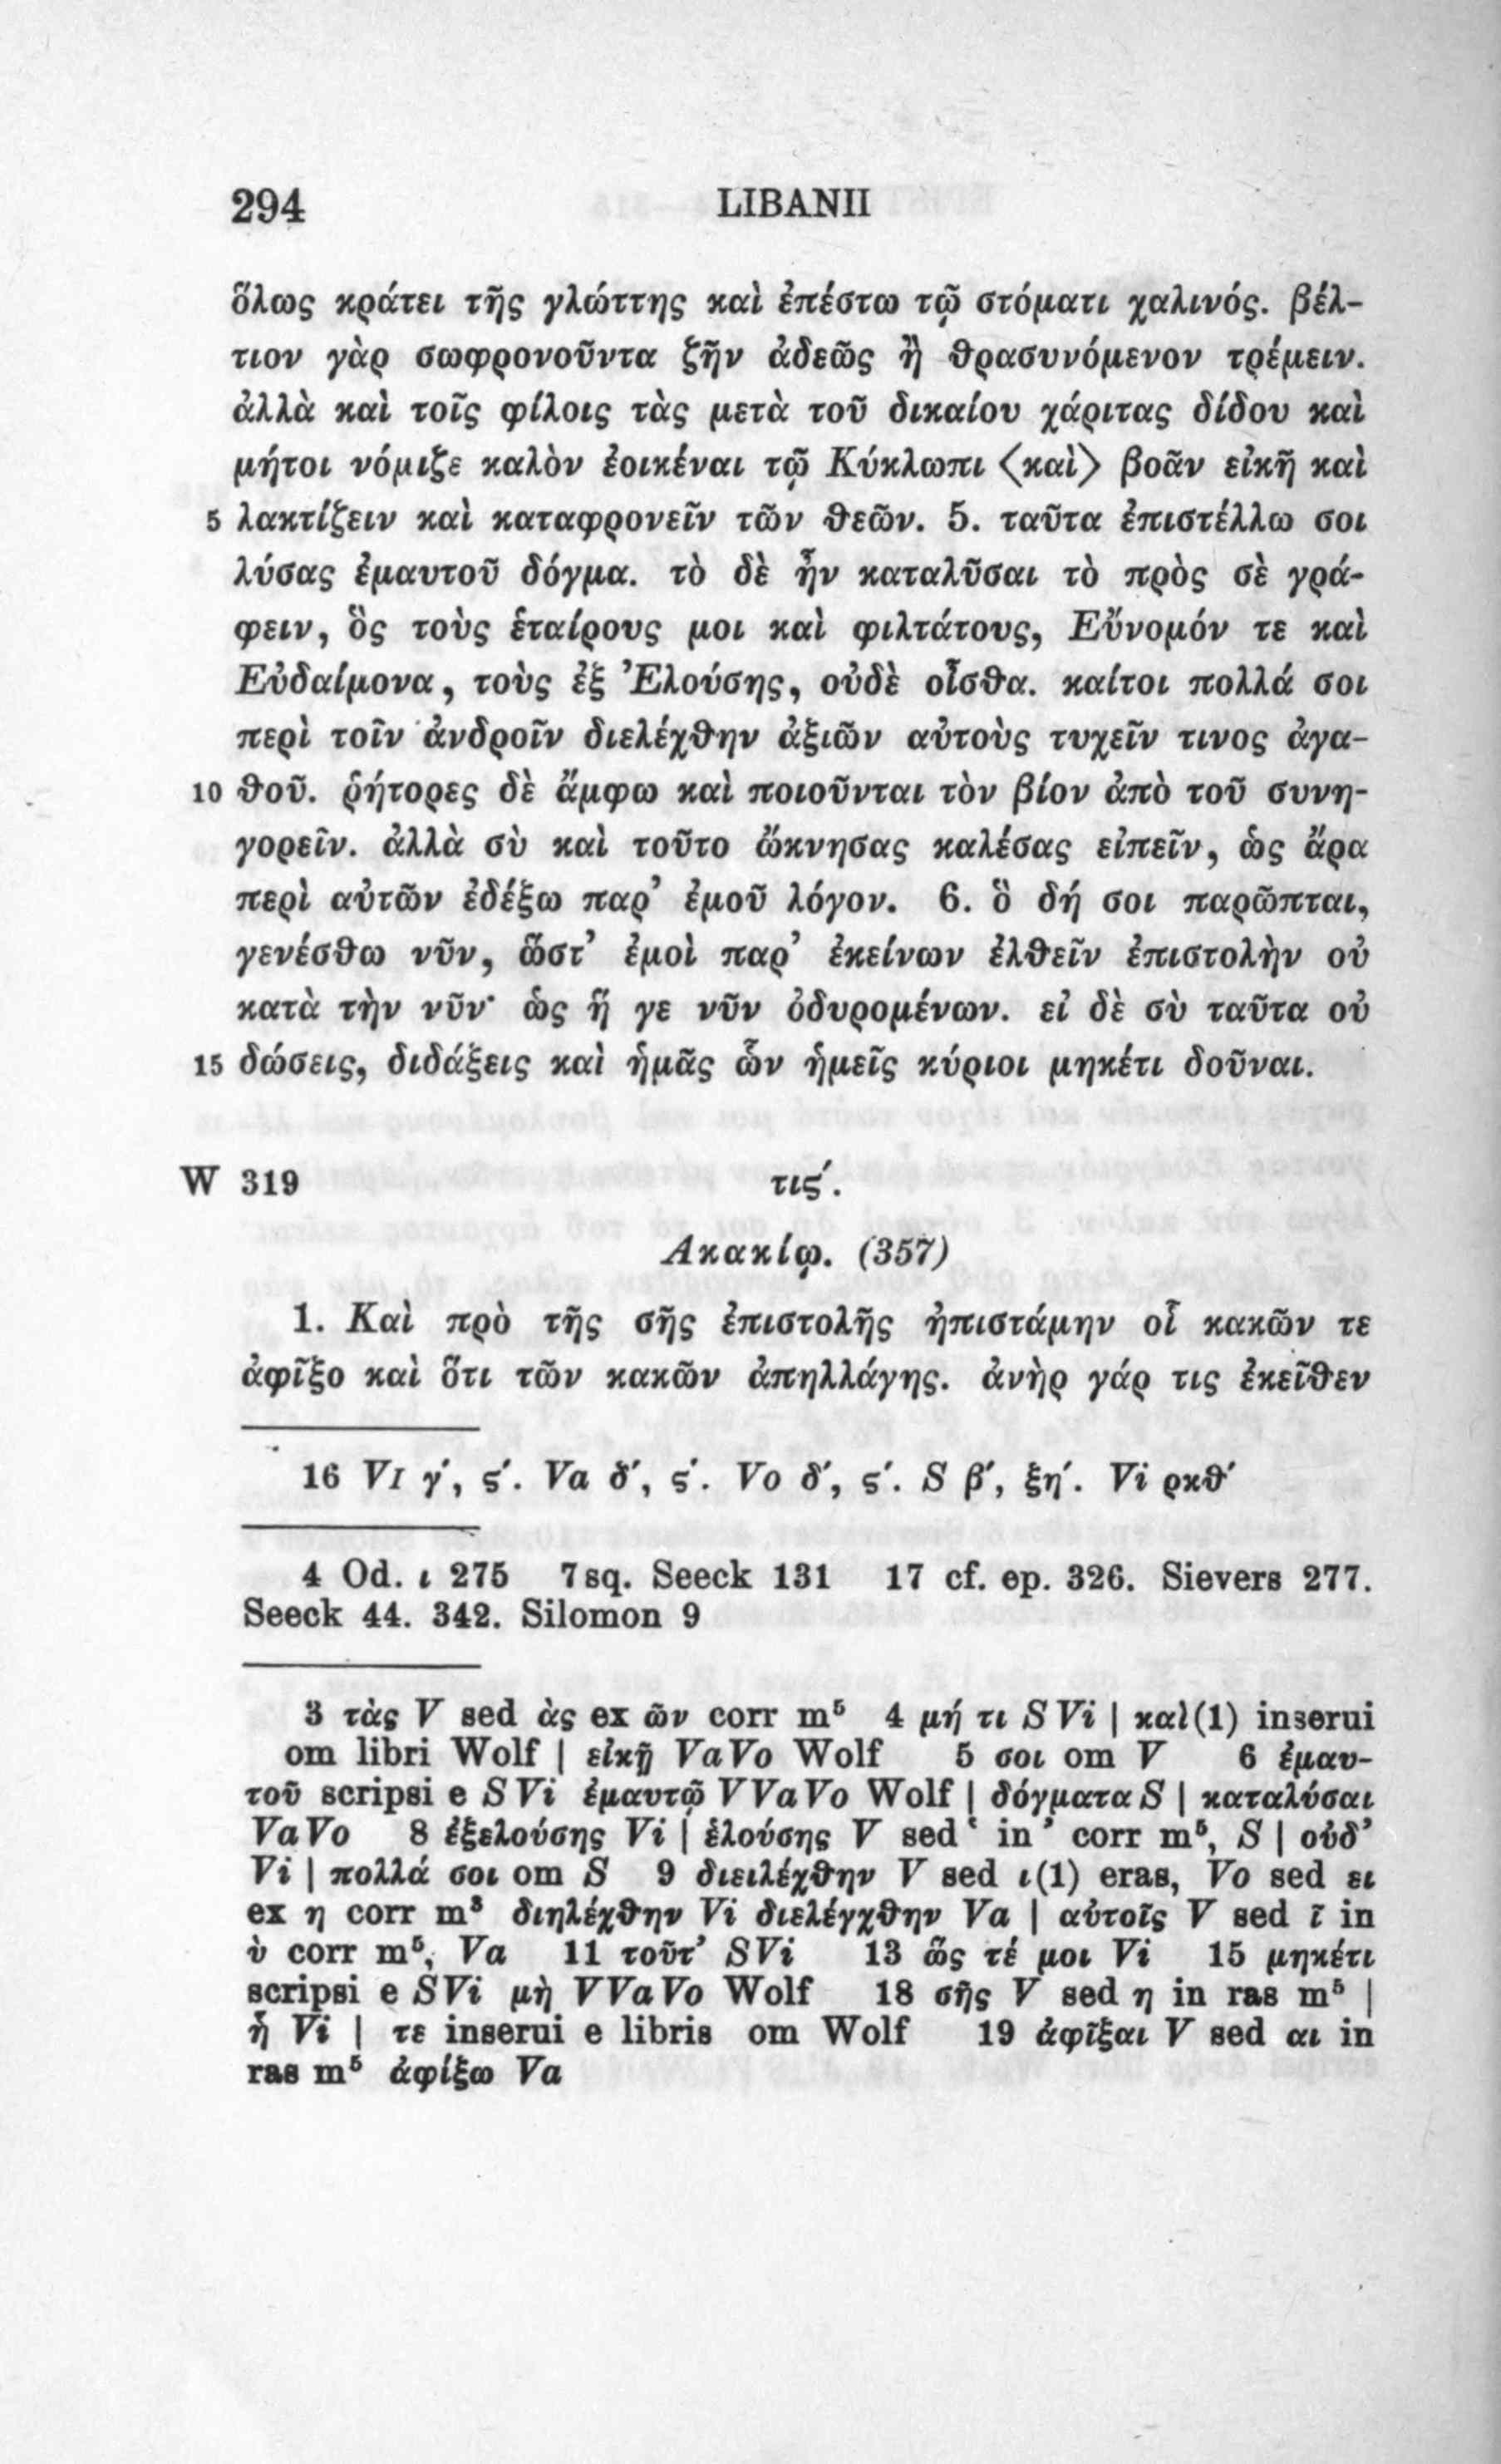 294 LIBANII
ὅλως κράτει τῆς γλώττης καὶ ἐπέστω τῷ στόματι χαλινός. βέλ-
τιον γὰρ σωφρονοῦντα ζῆν ἀδεῶς ἢ θρασυνόμενον τρέμειν.
ἀλλὰ καὶ τοῖς φίλοις τὰς μετὰ τοῦ δικαίου χάριτας δίδου καὶ
μήτοι νόμιζε καλὸν ἐοικέναι τῷ Κύκλωπι ⟨καὶ⟩ βοᾶν εἰκῆ καὶ
5 λακτίζειν καὶ καταφρονεῖν τῶν θεῶν. 5. ταῦτα ἐπιστέλλω σοι
λύσας ἐμαυτοῦ δόγμα. τὸ δὲ ἦν καταλῦσαι τὸ πρὸς σὲ γρά-
φειν, ὃς τοὺς ἑταίρους μοι καὶ φιλτάτους, Εὔνομόν τε καὶ
Εὐδαίμονα, τοὺς ἐξ Ἐλούσης, οὐδὲ οἶσθα. καίτοι πολλά σοι
περὶ τοῖν ἀνδροῖν διελέχθην ἀξιῶν αὐτοὺς τυχεῖν τινος ἀγα-
10 θοῦ. ῥήτορες δὲ ἄμφω καὶ ποιοῦνται τὸν βίον ἀπὸ τοῦ συνη-
γορεῖν. ἀλλὰ σὺ καὶ τοῦτο ὤκνησας καλέσας εἰπεῖν, ὡς ἄρα
περὶ αὐτῶν ἐδέξω παρ’ ἐμοῦ λόγον. 6. ὃ δή σοι παρῶπται,
γενέσθω νῦν, ὥστ’ ἐμοὶ παρ’ ἐκείνων ἐλθεῖν ἐπιστολὴν οὐ
κατὰ τὴν νῦν· ὡς ἥ γε νῦν ὀδυρομένων. εἰ δὲ σὺ ταῦτα οὐ
15 δώσεις, διδάξεις καὶ ἡμᾶς ὧν ἡμεῖς κύριοι μηκέτι δοῦναι.
W 319 τιϛ′.
Ακακίῳ. (357)
1. Καὶ πρὸ τῆς σῆς ἐπιστολῆς ἠπιστάμην οἷ κακῶν τε
ἀφῖξο καὶ ὅτι τῶν κακῶν ἀπηλλάγης. ἀνὴρ γάρ τις ἐκεῖθεν
16 VI γ′, ϛ′. Va δ′, ϛ′. Vo δ′, ϛ′. S β′, ξη′. Vi ρκθ′
4 Od. ι 275 7 sq. Seeck 131 17 cf. ep. 326. Sievers 277.
Seeck 44. 342. Silomon 9
3 τὰς V sed ὰς ex ῶν corr m⁵ 4 μή τι S Vi | καὶ(1) inserui
om libri Wolf | εἰκῇ Va Vo Wolf 5 σοι om V 6 ἐμαυ-
τοῦ scripsi e S Vi ἐμαυτῷ V Va Vo Wolf | δόγματα S | καταλύσαι
Va Vo 8 ἐξελούσης Vi | ἑλούσης V sed ‛ in ’ corr m⁵, S | οὐδ’
Vi | πολλά σοι om S 9 διειλέχθην V sed ι(1) eras, Vo sed ει
ex η corr m³ διηλέχθην Vi διελέγχθην Va | αὐτοῖς V sed ῖ in
ὺ corr m⁵, Va 11 τοῦτ’ S Vi 13 ὥς τέ μοι Vi 15 μηκέτι
scripsi e S Vi μὴ V Va Vo Wolf 18 σῆς V sed η in ras m⁵ |
ἧ Vi | τε inserui e libris om Wolf 19 ἀφῖξαι V sed αι in
ras m⁵ ἀφίξω Va